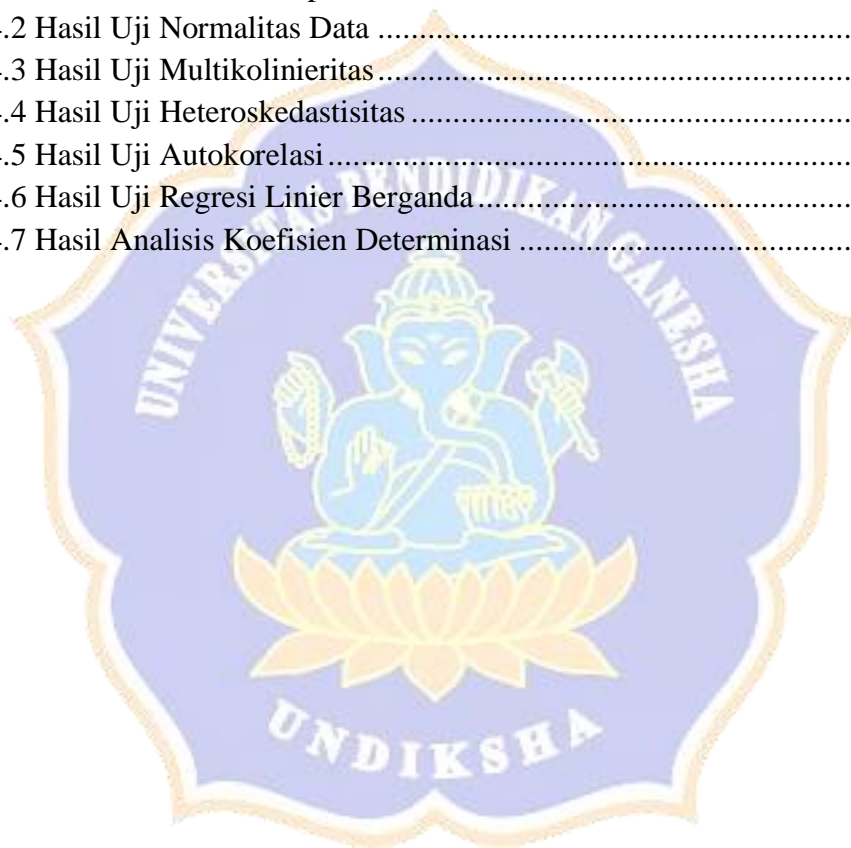 .2 Hasil Uji Normalitas Data ...............................................................
.3 Hasil Uji Multikolinieritas ...............................................................
.4 Hasil Uji Heteroskedastisitas ...........................................................
.5 Hasil Uji Autokorelasi ......................................................................
.6 Hasil Uji Regresi Linier Berganda ...................................................
.7 Hasil Analisis Koefisien Determinasi .............................................
UNIVERSITAS PENDIDIKAN GANESHA
UNDIKSHA